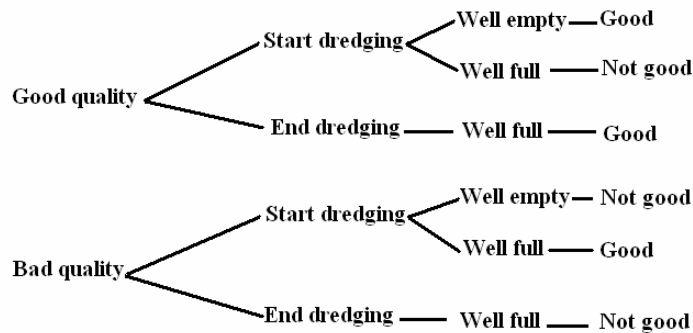 Well empty Good
Start dredging
Well full Not good
Good quality
End dredging Well full Good
Well empty Not good
Start dredging
Well full Good
Bad quality
End dredging Well full Not good